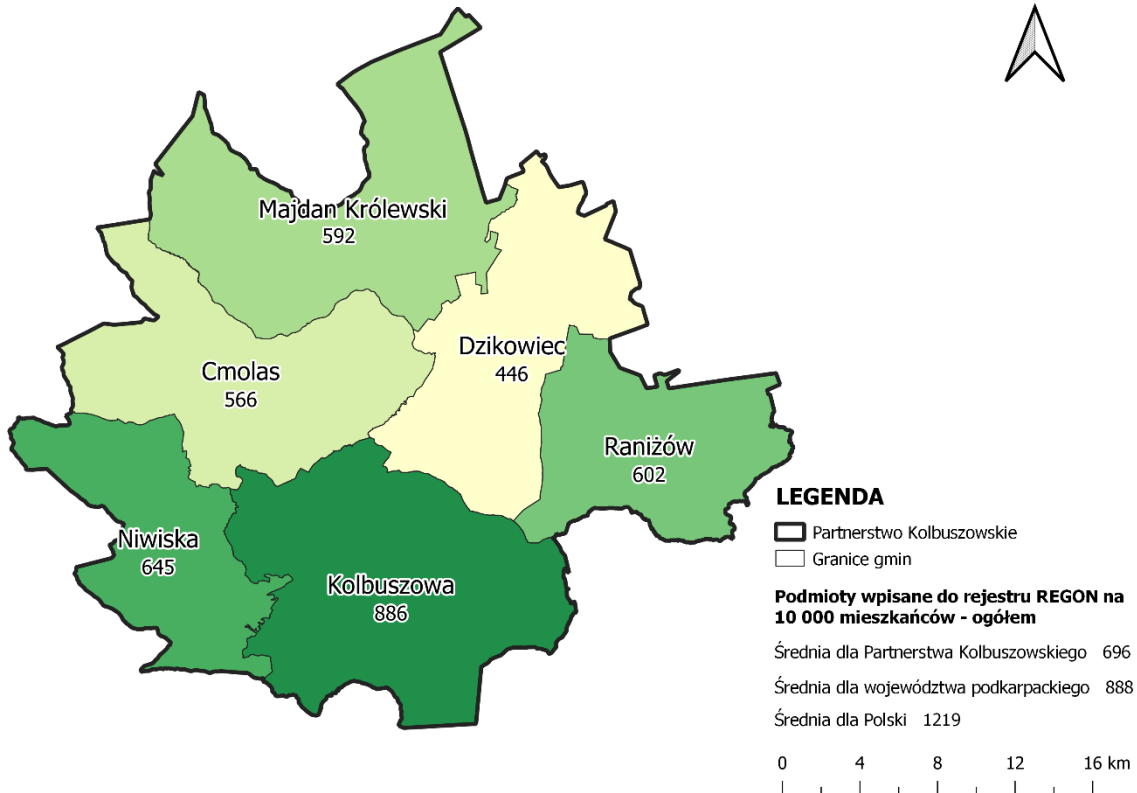 Majdan Królewski
592
Dzikowiec
446
Cmolas
566
Raniżów
602
Niwiska
645
Kolbuszowa
886
LEGENDA
Partnerstwo Kolbuszowskie
Granice gmin
Podmioty wpisane do rejestru REGON na
10 000 mieszkańców - ogółem
Średnia dla Partnerstwa Kolbuszowskiego 696
Średnia dla województwa podkarpackiego 888
Średnia dla Polski 1219
0 4 8 12 16 km